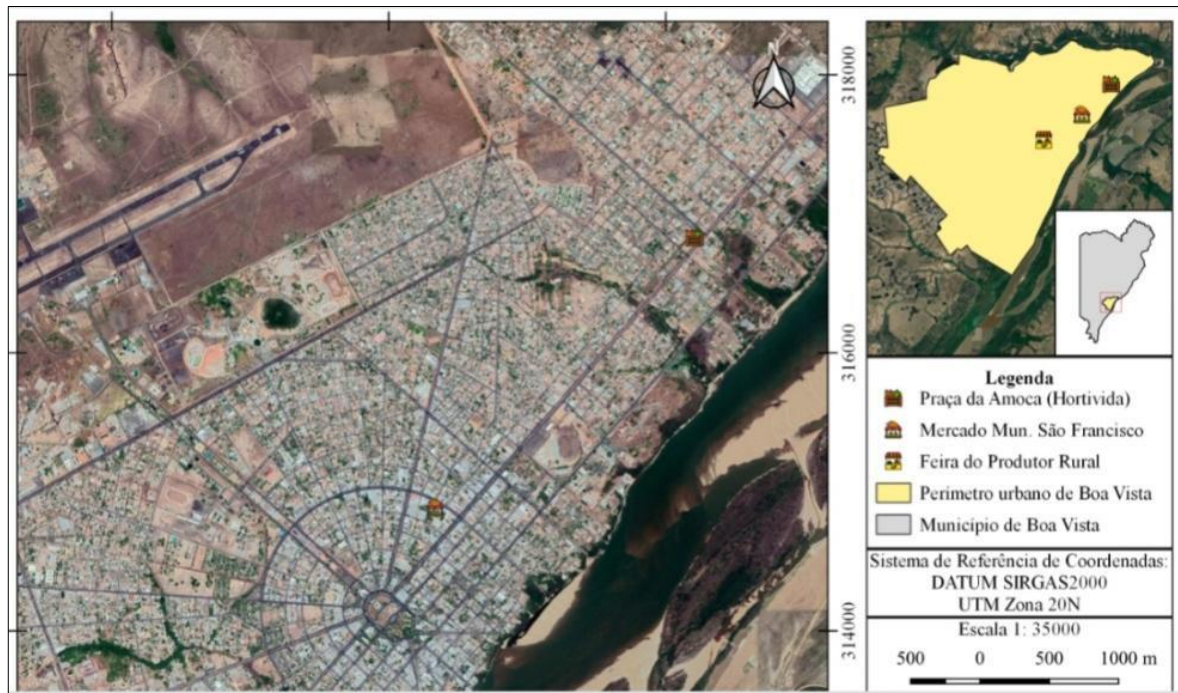 N
318000
316000
314000
Legenda
Praça da Amoca (Hortivida)
Mercado Mun. São Francisco
Feira do Produtor Rural
Perímetro urbano de Boa Vista
Município de Boa Vista
Sistema de Referência de Coordenadas:
DATUM SIRGAS2000
UTM Zona 20N
Escala 1: 35000
500 0 500 1000 m